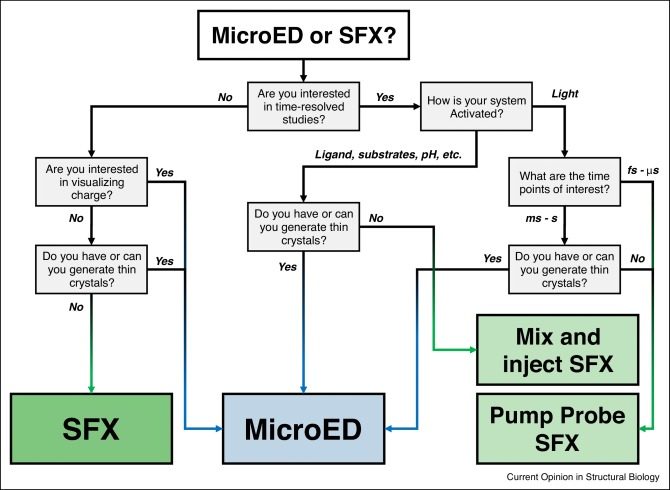 MicroED or SFX?
Are you interested
in time-resolved
studies?
No
Yes
How is your system
Activated?
Light
Ligand, substrates, pH, etc.
Are you interested
in visualizing
charge?
Yes
No
Do you have or can
you generate thin
crystals?
Yes
No
Do you have or can
you generate thin
crystals?
No
Yes
What are the time
points of interest?
fs - µs
ms - s
Do you have or can
you generate thin
crystals?
Yes
No
Mix and
inject SFX
SFX
MicroED
Pump Probe
SFX
Current Opinion in Structural Biology